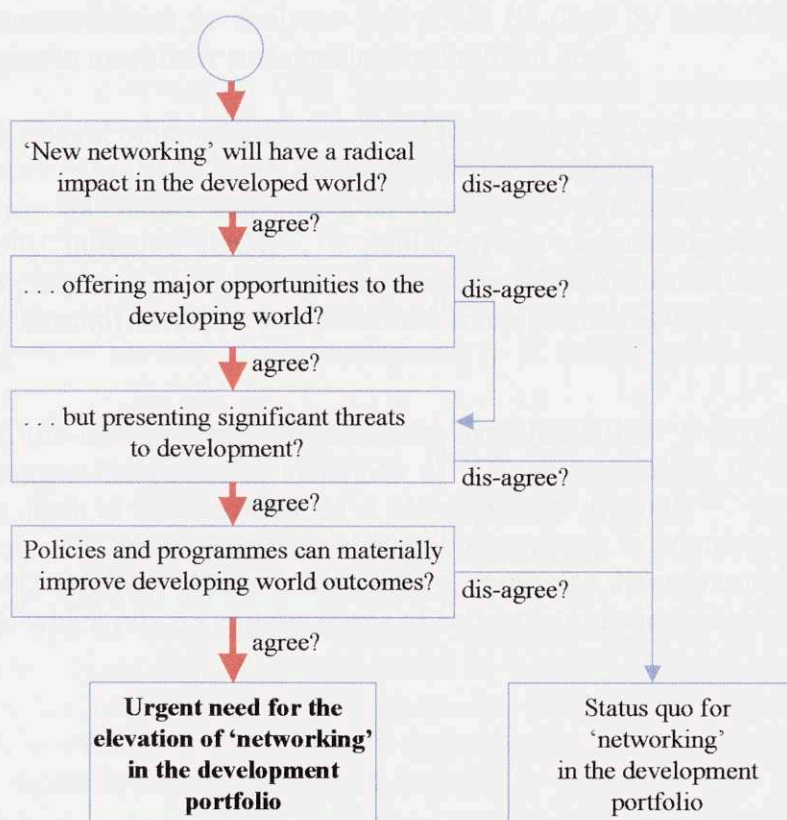 ‘New networking’ will have a radical
impact in the developed world?
dis-agree?
agree?
. . . offering major opportunities to the
developing world?
dis-agree?
agree?
. . . but presenting significant threats
to development?
dis-agree?
agree?
Policies and programmes can materially
improve developing world outcomes?
dis-agree?
agree?
Urgent need for the
elevation of ‘networking’
in the development
portfolio
Status quo for
‘networking’
in the development
portfolio